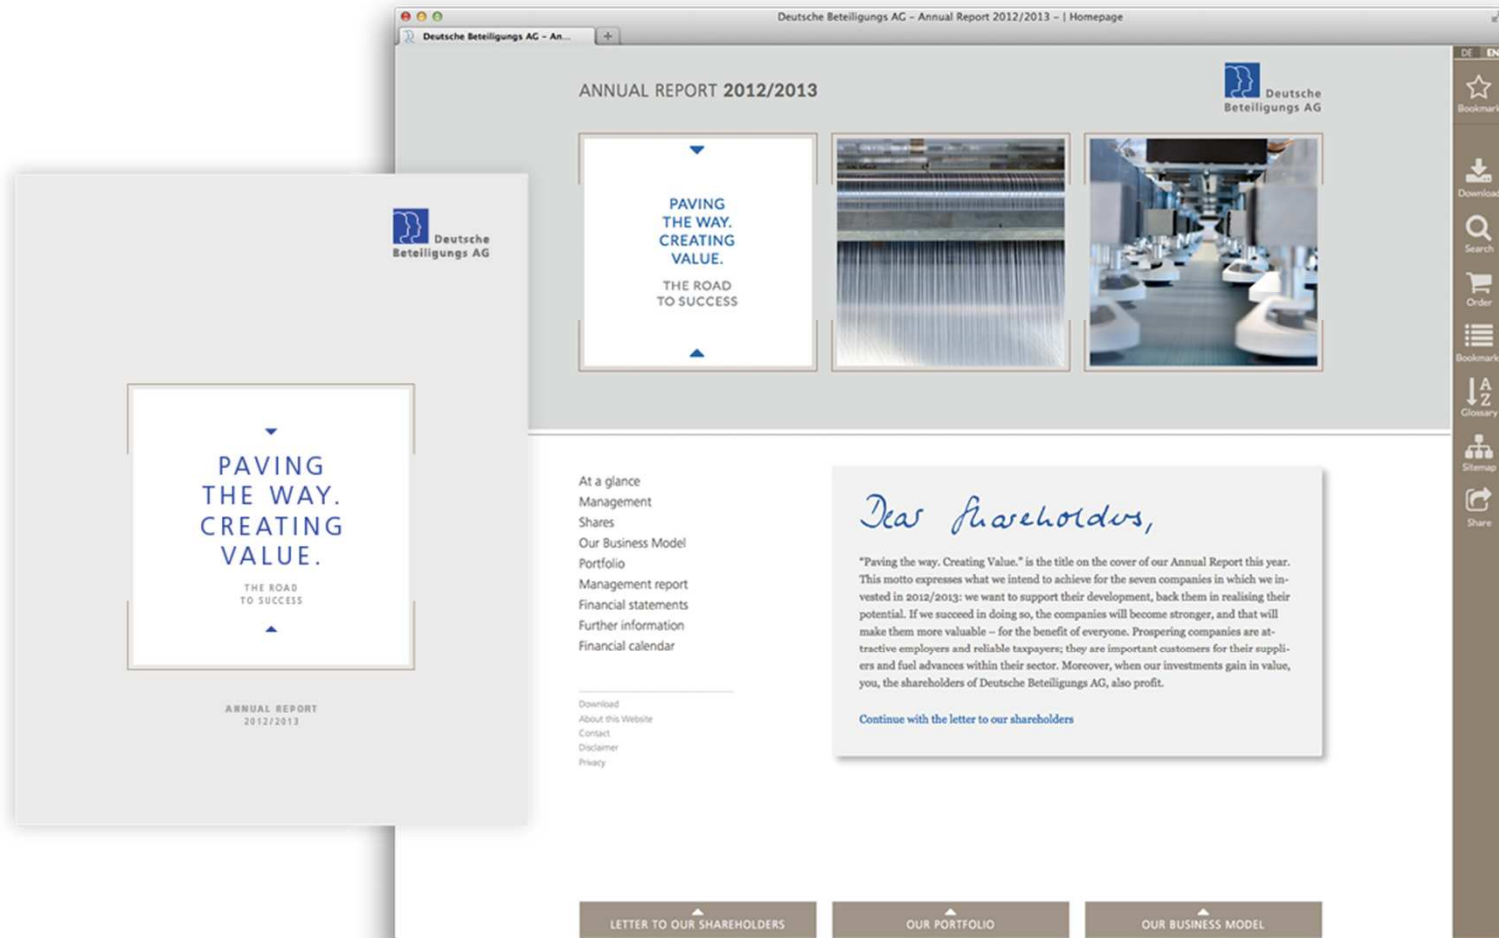 Deutsche Beteiligungs AG – Annual Report 2012/2013 – | Homepage
Deutsche Beteiligungs AG – An...
DE EN
ANNUAL REPORT 2012/2013
Deutsche
Beteiligungs AG
PAVING
THE WAY.
CREATING
VALUE.
THE ROAD
TO SUCCESS
Bookmark
Download
Search
Order
Bookmark
A
Z
Glossary
Sitemap
Share
Deutsche
Beteiligungs AG
PAVING
THE WAY.
CREATING
VALUE.
THE ROAD
TO SUCCESS
ANNUAL REPORT
2012/2013
At a glance
Management
Shares
Our Business Model
Portfolio
Management report
Financial statements
Further information
Financial calendar
Download
About this Website
Contact
Disclaimer
Privacy
Dear Shareholders,
"Paving the way. Creating Value." is the title on the cover of our Annual Report this year.
This motto expresses what we intend to achieve for the seven companies in which we in-
vested in 2012/2013: we want to support their development, back them in realising their
potential. If we succeed in doing so, the companies will become stronger, and that will
make them more valuable – for the benefit of everyone. Prospering companies are at-
tractive employers and reliable taxpayers; they are important customers for their suppli-
ers and fuel advances within their sector. Moreover, when our investments gain in value,
you, the shareholders of Deutsche Beteiligungs AG, also profit.
Continue with the letter to our shareholders
LETTER TO OUR SHAREHOLDERS
OUR PORTFOLIO
OUR BUSINESS MODEL